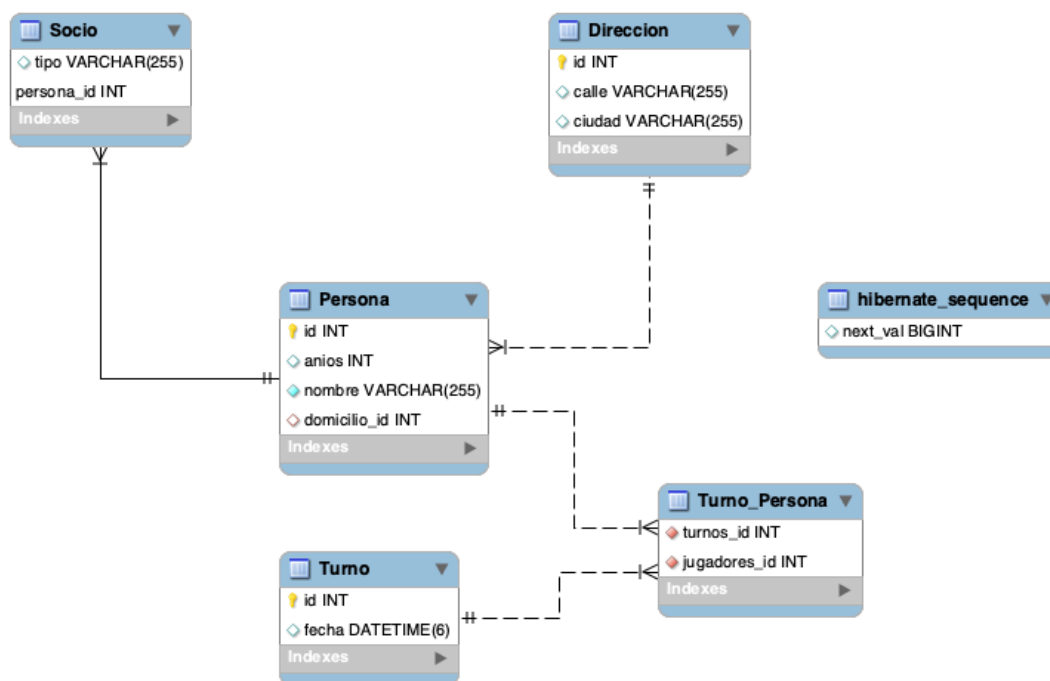 Socio
tipo VARCHAR(255)
persona_id INT
Indexes
Direccion
id INT
calle VARCHAR(255)
ciudad VARCHAR(255)
Indexes
Persona
id INT
anios INT
nombre VARCHAR(255)
domicilio_id INT
Indexes
hibernate_sequence
next_val BIGINT
Turno_Persona
turnos_id INT
jugadores_id INT
Indexes
Turno
id INT
fecha DATETIME(6)
Indexes